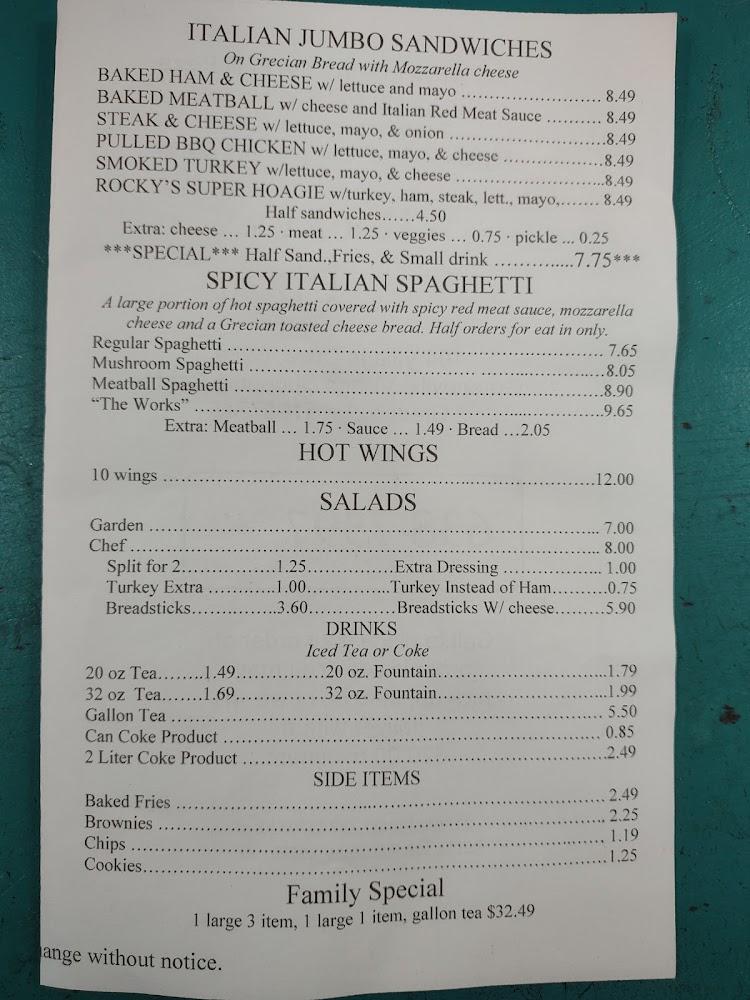 ITALIAN JUMBO SANDWICHES
On Grecian Bread with Mozzarella cheese
BAKED HAM & CHEESE w/ lettuce and mayo ............................ 8.49
BAKED MEATBALL w/ cheese and Italian Red Meat Sauce .......... 8.49
STEAK & CHEESE w/ lettuce, mayo, & onion ............................8.49
PULLED BBQ CHICKEN w/ lettuce, mayo, & cheese ....................8.49
SMOKED TURKEY w/lettuce, mayo, & cheese ............................8.49
ROCKY'S SUPER HOAGIE w/turkey, ham, steak, lett., mayo,....... 8.49
Half sandwiches......4.50
Extra: cheese ... 1.25 · meat ... 1.25 · veggies ... 0.75 · pickle ... 0.25
***SPECIAL*** Half Sand.,Fries, & Small drink ..............7.75***
SPICY ITALIAN SPAGHETTI
A large portion of hot spaghetti covered with spicy red meat sauce, mozzarella
cheese and a Grecian toasted cheese bread. Half orders for eat in only.
Regular Spaghetti ........................................................................ 7.65
Mushroom Spaghetti ....................................................................8.05
Meatball Spaghetti .......................................................................8.90
"The Works" ................................................................................9.65
Extra: Meatball ... 1.75 · Sauce ... 1.49 · Bread ...2.05
HOT WINGS
10 wings .....................................................................................12.00
SALADS
Garden ........................................................................................ 7.00
Chef ............................................................................................ 8.00
Split for 2..................1.25................Extra Dressing .................... 1.00
Turkey Extra ............1.00..............Turkey Instead of Ham..........0.75
Breadsticks...............3.60................Breadsticks W/ cheese.........5.90
DRINKS
Iced Tea or Coke
20 oz Tea........1.49................20 oz. Fountain...............................1.79
32 oz Tea.......1.69................32 oz. Fountain...............................1.99
Gallon Tea .................................................................................. 5.50
Can Coke Product ....................................................................... 0.85
2 Liter Coke Product ....................................................................2.49
SIDE ITEMS
Baked Fries ................................................................................. 2.49
Brownies ..................................................................................... 2.25
Chips ........................................................................................... 1.19
Cookies........................................................................................1.25
Family Special
1 large 3 item, 1 large 1 item, gallon tea $32.49
ange without notice.